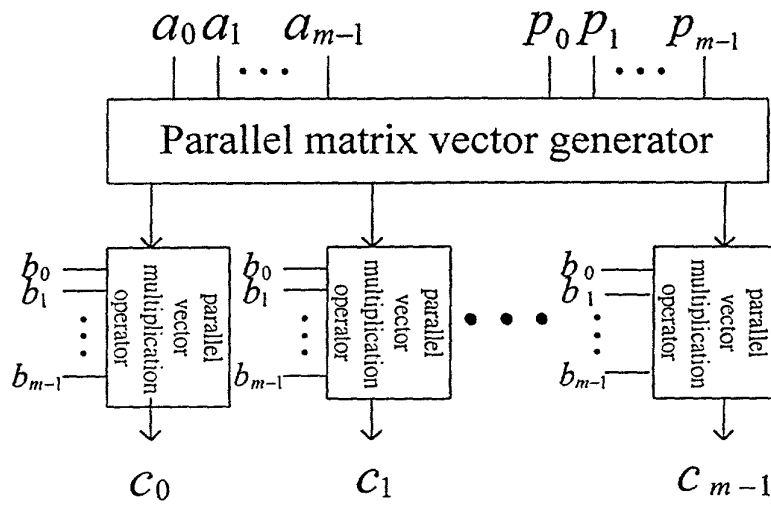 a₀ a₁ ··· aₘ₋₁ p₀ p₁ ··· pₘ₋₁
Parallel matrix vector generator
b₀
b₁
bₘ₋₁
parallel
vector
multiplication
operator
b₀
b₁
bₘ₋₁
parallel
vector
multiplication
operator
b₀
b₁
bₘ₋₁
parallel
vector
multiplication
operator
c₀ c₁ cₘ₋₁